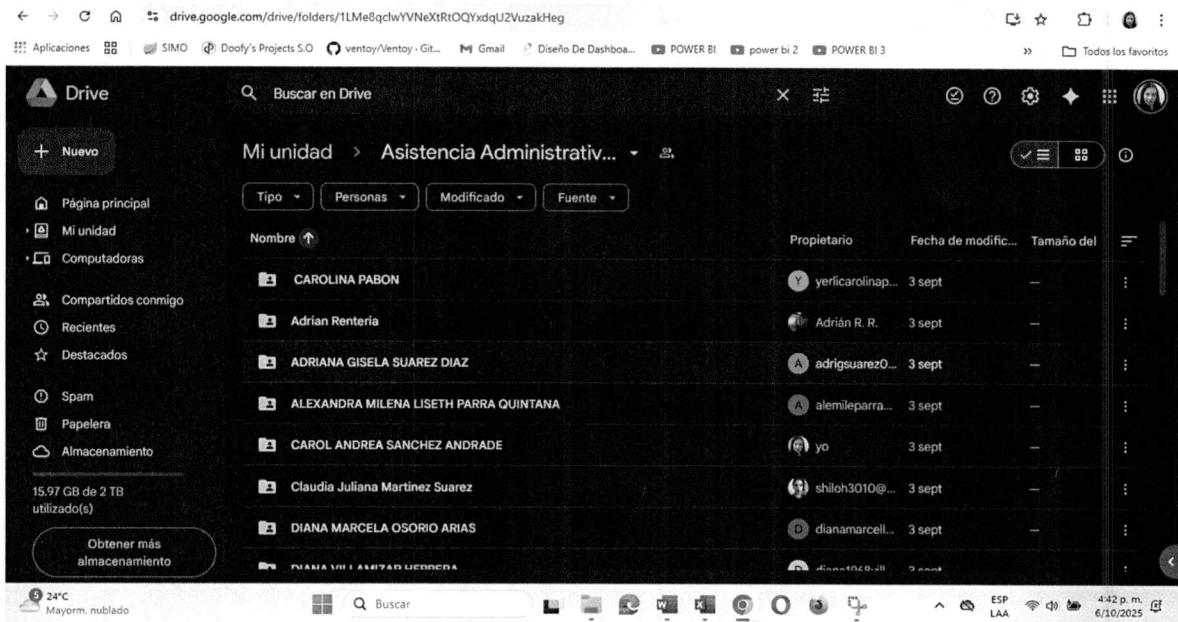 drive.google.com/drive/folders/1LMe8qclwYVNeXtRtOQYxdqU2VuzakHeg
Aplicaciones SIMO Doofy's Projects S.O ventoy/Ventoy · Git... Gmail Diseño De Dashboa... POWER BI power bi 2 POWER BI 3 » Todos los favoritos
Drive Buscar en Drive
Nuevo
Mi unidad > Asistencia Administrativ...
Tipo Personas Modificado Fuente
Página principal
Mi unidad
Computadoras
Compartidos conmigo
Recientes
Destacados
Spam
Papelera
Almacenamiento
15.97 GB de 2 TB
utilizado(s)
Obtener más
almacenamiento
Nombre Propietario Fecha de modific... Tamaño del
CAROLINA PABON Y yerlicarolinap... 3 sept —
Adrian Renteria Adrián R. R. 3 sept —
ADRIANA GISELA SUAREZ DIAZ A adrigsuarez0... 3 sept —
ALEXANDRA MILENA LISETH PARRA QUINTANA A alemileparra... 3 sept —
CAROL ANDREA SANCHEZ ANDRADE yo 3 sept —
Claudia Juliana Martinez Suarez shiloh3010@... 3 sept —
DIANA MARCELA OSORIO ARIAS D dianamarcell... 3 sept —
DIANA VILLAMIZAR HERRERA 3 sept
5 24°C
Mayorm. nublado
Buscar
ESP
LAA
4:42 p. m.
6/10/2025